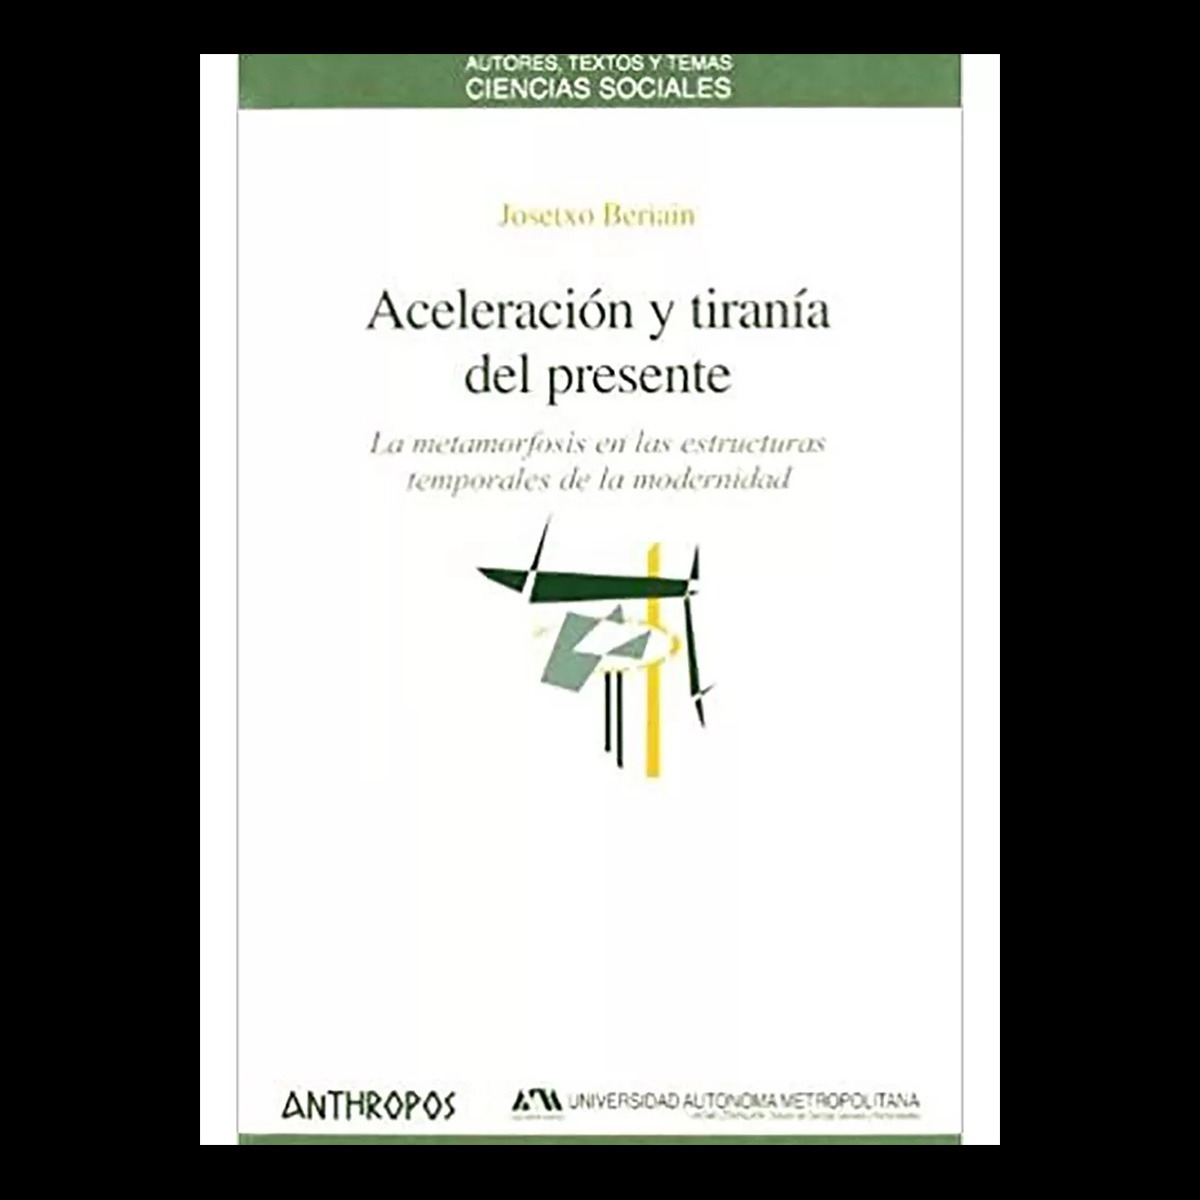 AUTORES, TEXTOS Y TEMAS
CIENCIAS SOCIALES
Josetxo Beriain
Aceleración y tiranía
del presente
La metamorfosis en las estructuras
temporales de la modernidad
ANTHROPOS
UNIVERSIDAD AUTONOMA METROPOLITANA